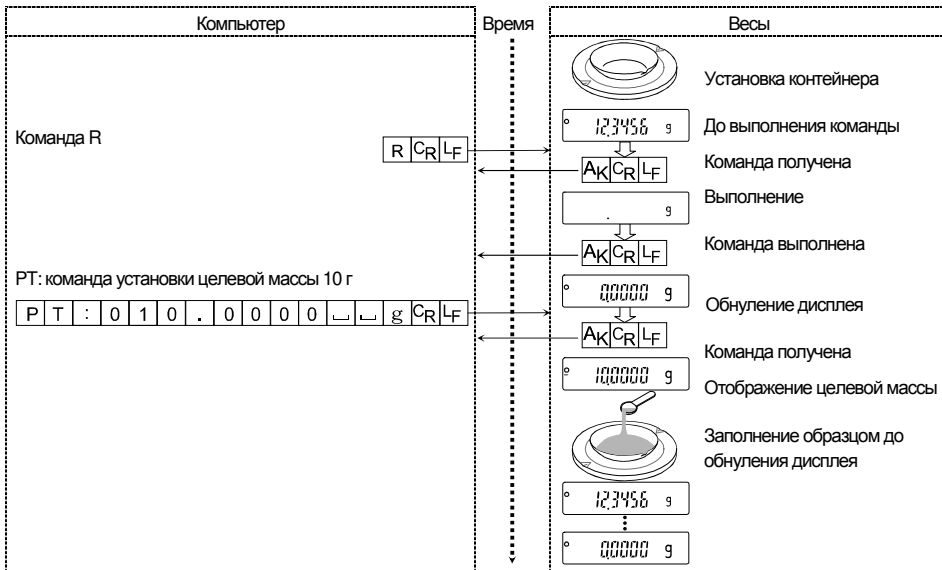 Компьютер
Время
Весы
Установка контейнера
12.3456 g
До выполнения команды
Команда R
R CR LF
AK CR LF
Команда получена
. g
Выполнение
AK CR LF
Команда выполнена
PT: команда установки целевой массы 10 г
P T : 0 1 0 . 0 0 0 0 ⎵ ⎵ g CR LF
0.0000 g
Обнуление дисплея
AK CR LF
Команда получена
10.0000 g
Отображение целевой массы
Заполнение образцом до
обнуления дисплея
12.3456 g
0.0000 g